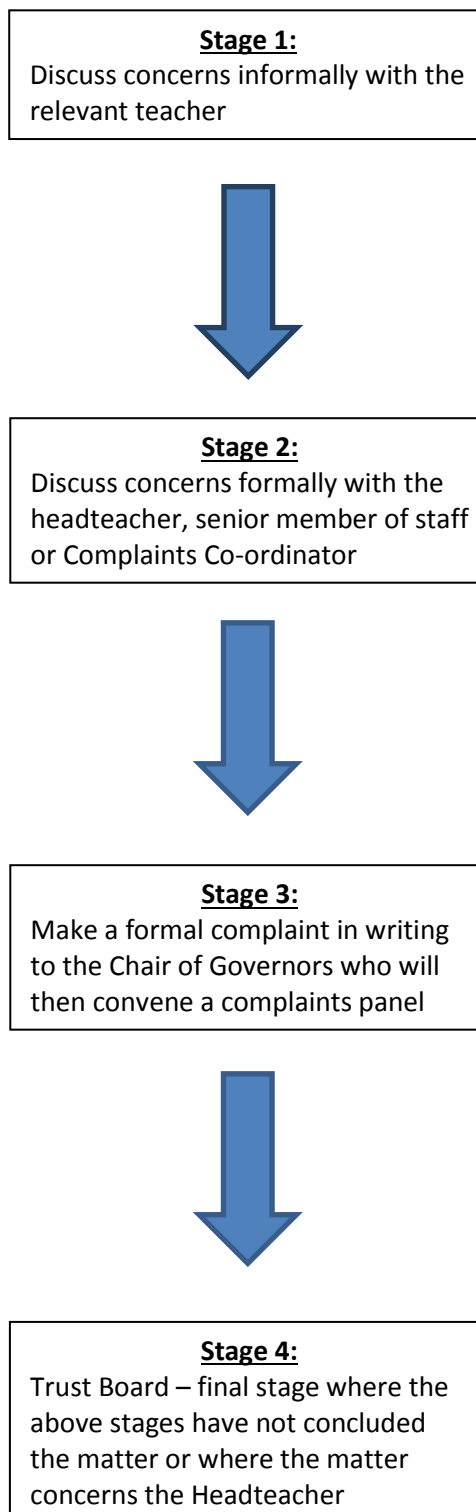 Stage 1:
Discuss concerns informally with the
relevant teacher
Stage 2:
Discuss concerns formally with the
headteacher, senior member of staff
or Complaints Co-ordinator
Stage 3:
Make a formal complaint in writing
to the Chair of Governors who will
then convene a complaints panel
Stage 4:
Trust Board – final stage where the
above stages have not concluded
the matter or where the matter
concerns the Headteacher